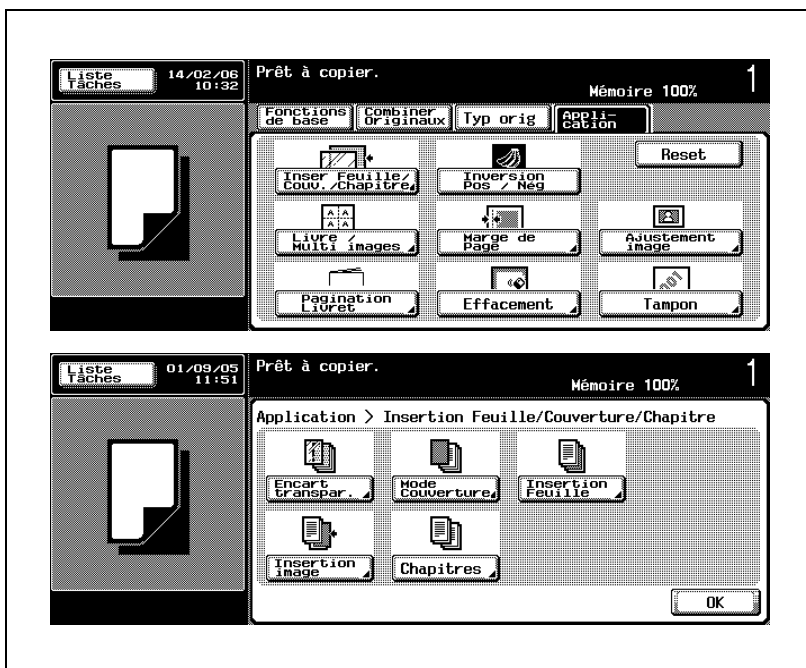 Liste
Tâches
14/02/06
10:32
Prêt à copier.
Mémoire 100%
1
Fonctions
de base
Combiner
Originaux
Typ orig
Appli-
cation
Inser Feuille/
Couv./Chapitre
Inversion
Pos / Nég
Reset
Livre /
Multi images
Marge de
Page
Ajustement
image
Pagination
Livret
Effacement
Tampon
Liste
Tâches
01/09/05
11:51
Prêt à copier.
Mémoire 100%
1
Application > Insertion Feuille/Couverture/Chapitre
Encart
transpar.
Mode
Couverture
Insertion
Feuille
Insertion
image
Chapitres
OK